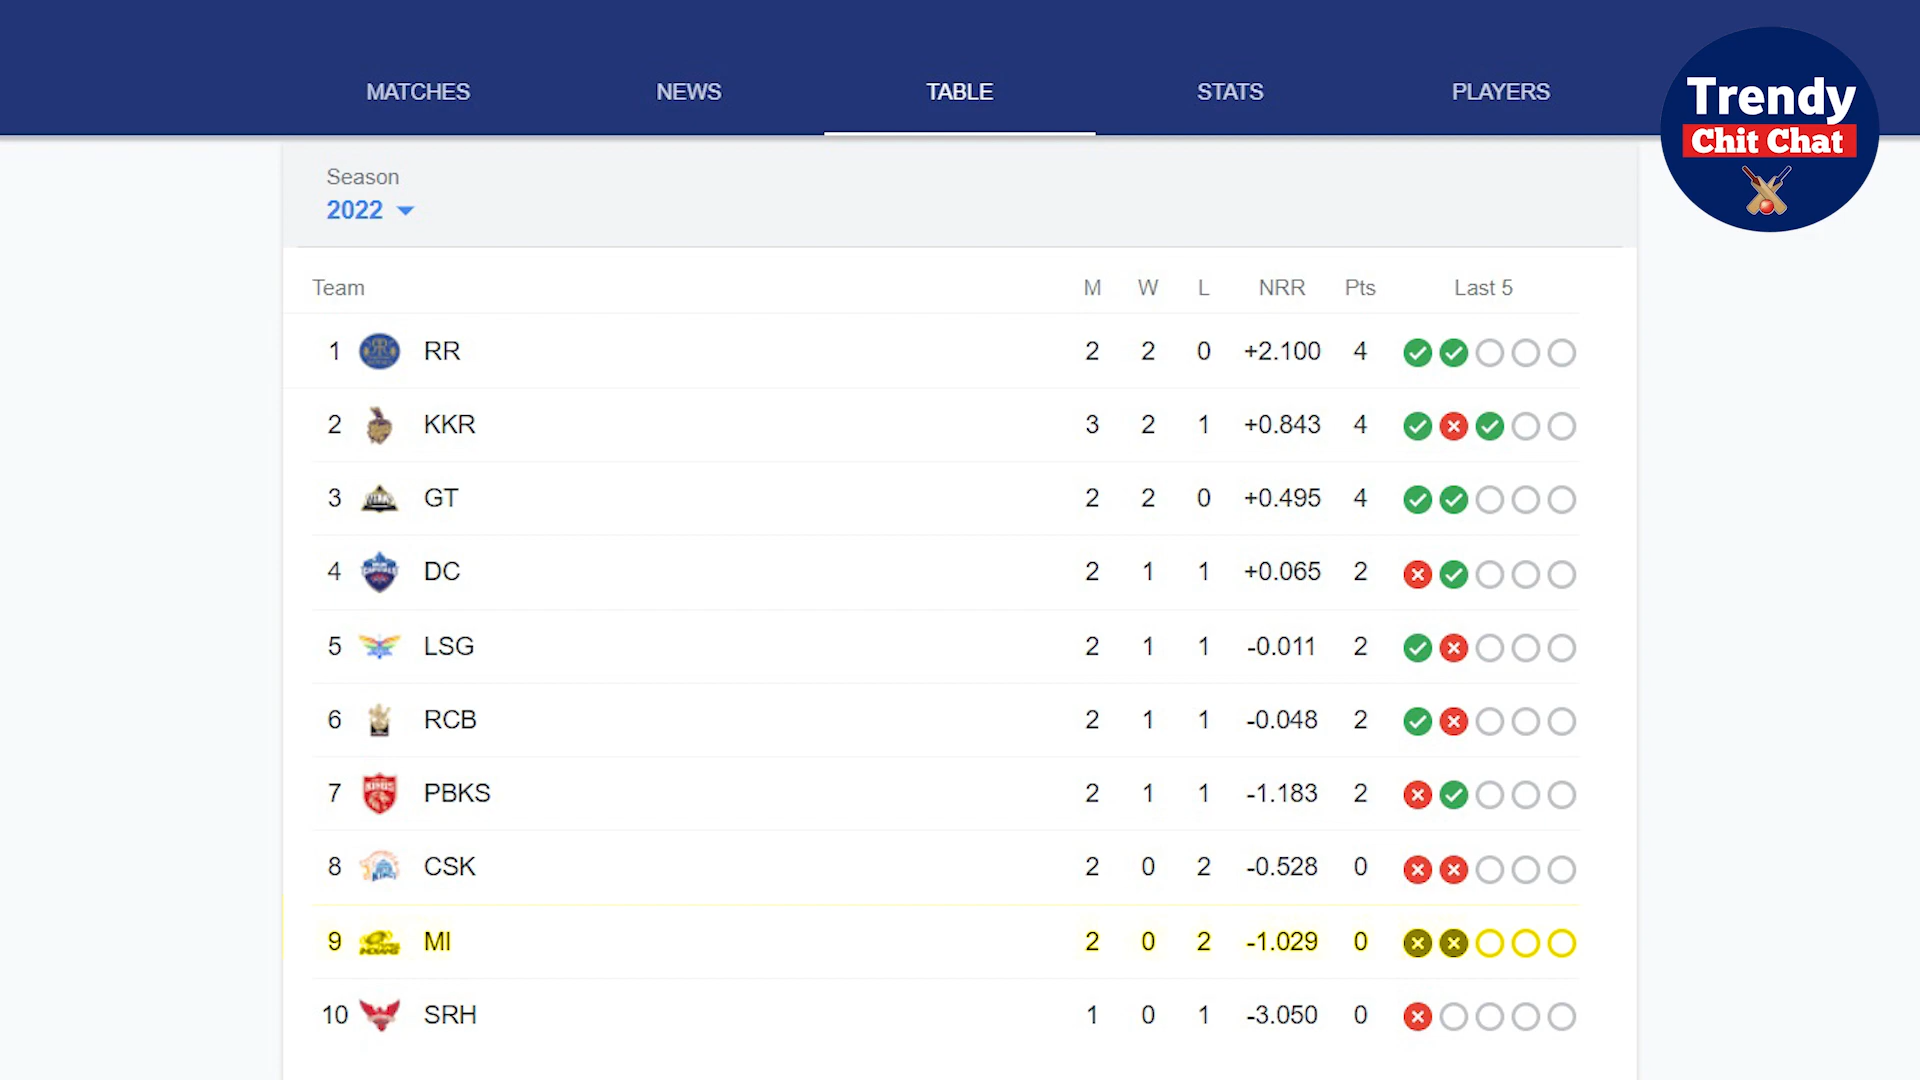 MATCHES NEWS TABLE STATS PLAYERS
Trendy
Chit Chat
Season
2022
Team M W L NRR Pts Last 5
1 RR 2 2 0 +2.100 4
2 KKR 3 2 1 +0.843 4
3 GT 2 2 0 +0.495 4
4 DC 2 1 1 +0.065 2
5 LSG 2 1 1 -0.011 2
6 RCB 2 1 1 -0.048 2
7 PBKS 2 1 1 -1.183 2
8 CSK 2 0 2 -0.528 0
9 MI 2 0 2 -1.029 0
10 SRH 1 0 1 -3.050 0